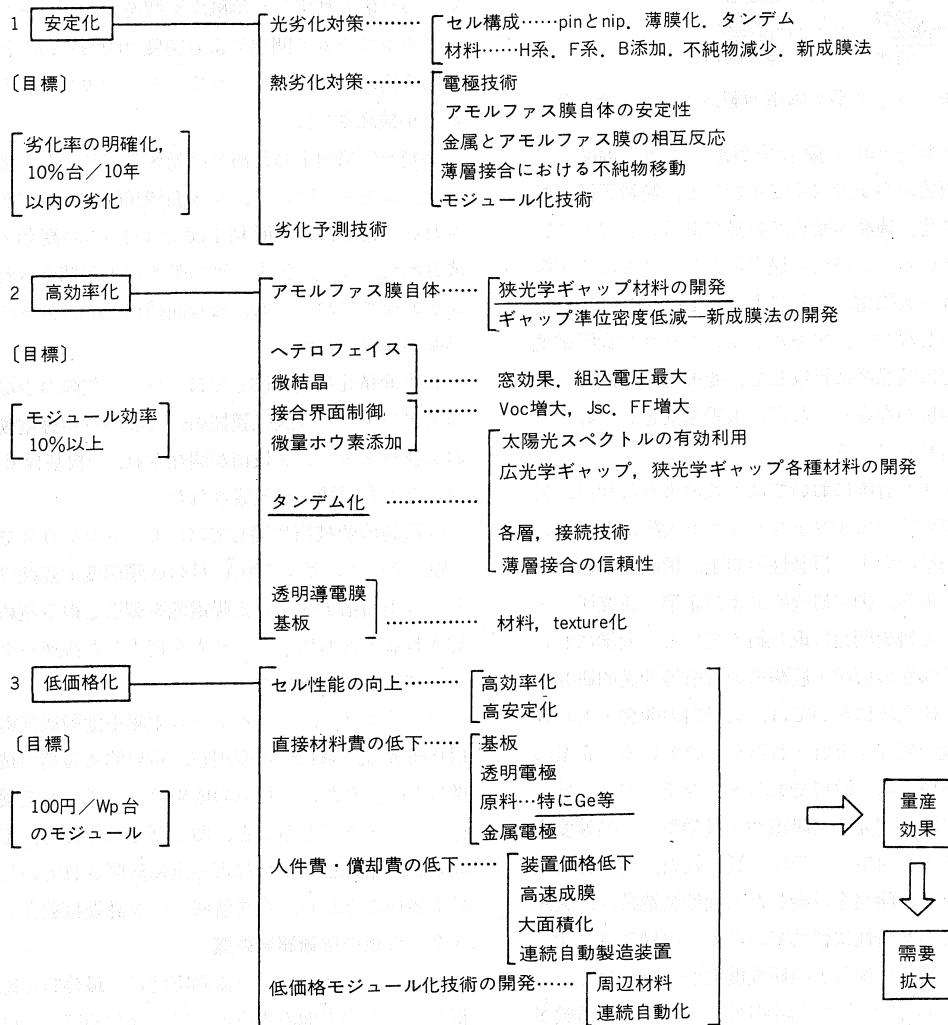 1 安定化
光劣化対策………
セル構成……pinとnip．薄膜化．タンデム
材料……H系．F系．B添加．不純物減少．新成膜法
〔目標〕
劣化率の明確化，
10％台／10年
以内の劣化
熱劣化対策………
電極技術
アモルファス膜自体の安定性
金属とアモルファス膜の相互反応
薄層接合における不純物移動
モジュール化技術
劣化予測技術
2 高効率化
アモルファス膜自体……
狭光学ギャップ材料の開発
ギャップ準位密度低減―新成膜法の開発
〔目標〕
モジュール効率
10％以上
ヘテロフェイス
微結晶
………窓効果．組込電圧最大
接合界面制御
微量ホウ素添加
………Voc増大，Jsc．FF増大
タンデム化 ……………
太陽光スペクトルの有効利用
広光学ギャップ，狭光学ギャップ各種材料の開発
各層，接続技術
薄層接合の信頼性
透明導電膜
基板
……………材料，texture化
3 低価格化
セル性能の向上………
高効率化
高安定化
〔目標〕
100円／Wp台
のモジュール
直接材料費の低下……
基板
透明電極
原料…特にGe等
金属電極
人件費・償却費の低下……
装置価格低下
高速成膜
大面積化
連続自動製造装置
低価格モジュール化技術の開発……
周辺材料
連続自動化
量産
効果
需要
拡大